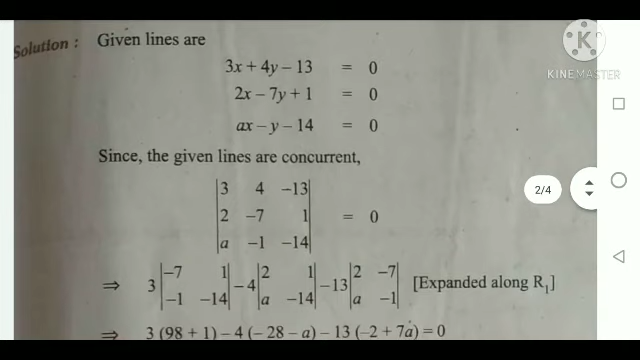 Solution : Given lines are
3x + 4y – 13 = 0
2x – 7y + 1 = 0
ax – y – 14 = 0
Since, the given lines are concurrent,
|3 4 –13|
|2 –7 1| = 0
|a –1 –14|
⇒ 3 |–7 1| – 4 |2 1| – 13 |2 –7| [Expanded along R₁]
|–1 –14| |a –14| |a –1|
⇒ 3 (98 + 1) – 4 (– 28 – a) – 13 (–2 + 7a) = 0
K
KINEMASTER
2/4